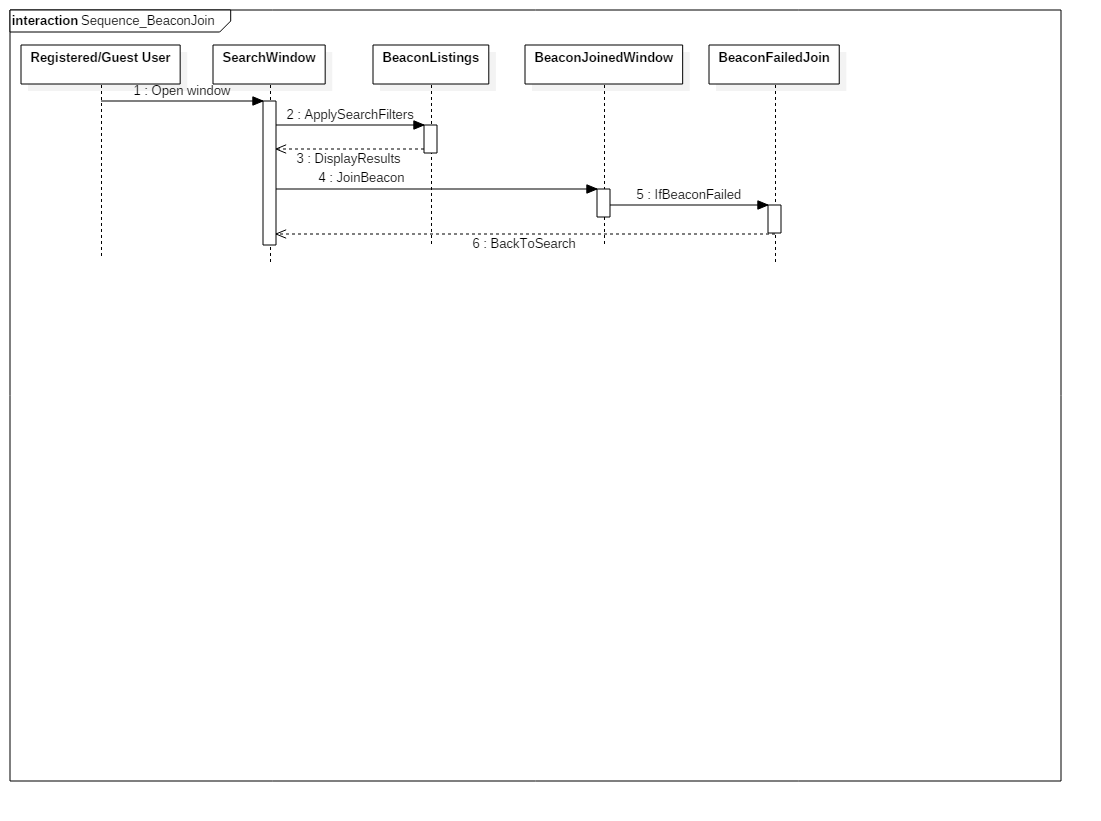 interaction Sequence_BeaconJoin
Registered/Guest User
SearchWindow
BeaconListings
BeaconJoinedWindow
BeaconFailedJoin
1 : Open window
2 : ApplySearchFilters
3 : DisplayResults
4 : JoinBeacon
5 : IfBeaconFailed
6 : BackToSearch